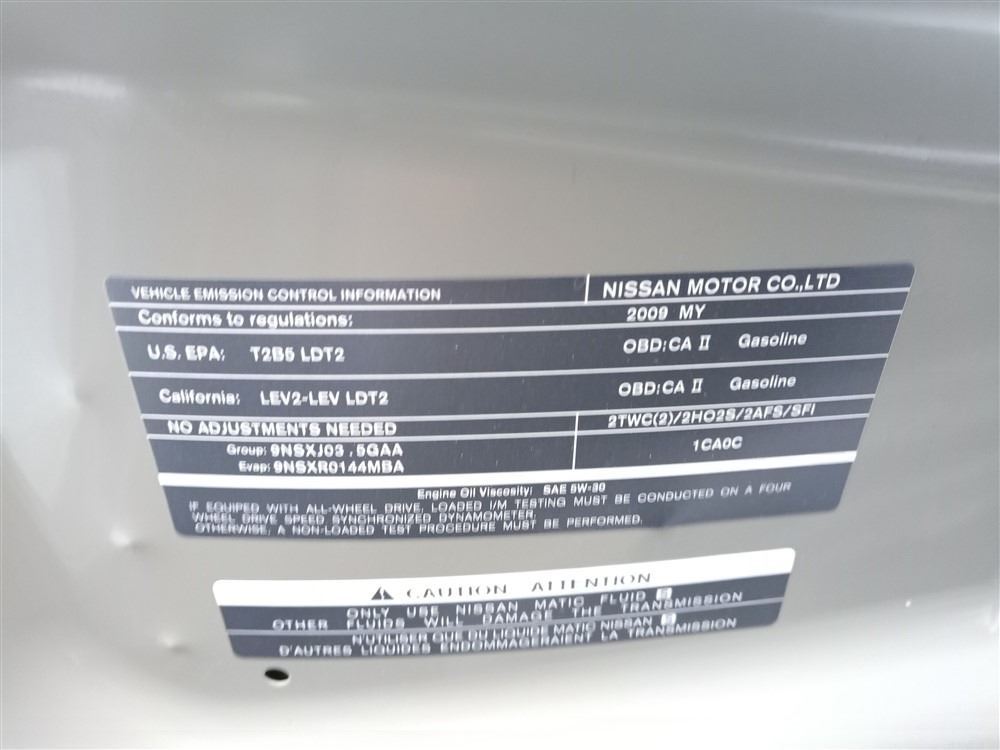 VEHICLE EMISSION CONTROL INFORMATION NISSAN MOTOR CO.,LTD
Conforms to regulations: 2009 MY
U.S. EPA: T2B5 LDT2 OBD:CA II Gasoline
California: LEV2-LEV LDT2 OBD:CA II Gasoline
NO ADJUSTMENTS NEEDED 2TWC(2)/2HO2S/2AFS/SFI
Group: 9NSXJ03.5GAA 1CA0C
Evap: 9NSXR0144MBA
Engine Oil Viscosity: SAE 5W-30
IF EQUIPED WITH ALL-WHEEL DRIVE, LOADED I/M TESTING MUST BE CONDUCTED ON A FOUR
WHEEL DRIVE SPEED SYNCHRONIZED DYNAMOMETER.
OTHERWISE, A NON-LOADED TEST PROCEDURE MUST BE PERFORMED.
CAUTION ATTENTION
ONLY USE NISSAN MATIC FLUID
OTHER FLUIDS WILL DAMAGE THE TRANSMISSION
N'UTILISER QUE DU LIQUIDE MATIC NISSAN
D'AUTRES LIQUIDES ENDOMMAGERAIENT LA TRANSMISSION